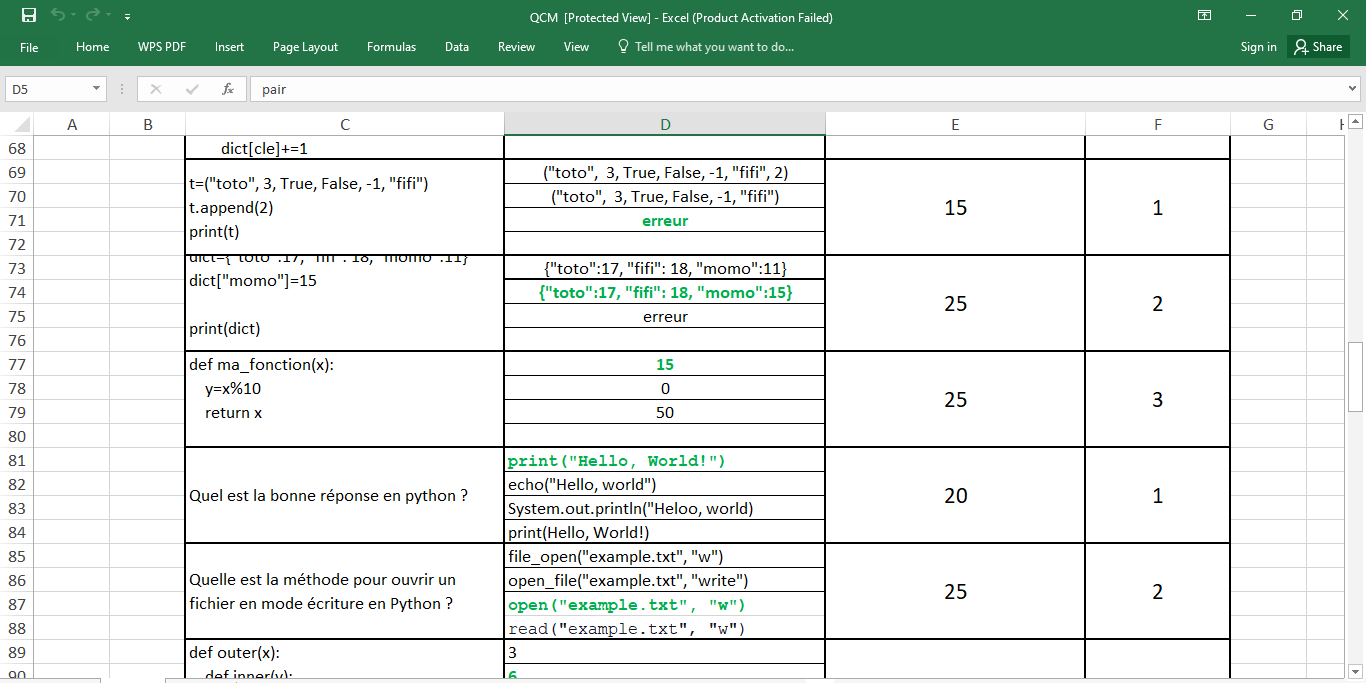 QCM [Protected View] - Excel (Product Activation Failed)
File Home WPS PDF Insert Page Layout Formulas Data Review View Tell me what you want to do... Sign in Share
D5 fx pair
A B C D E F G
68 dict[cle]+=1
69 ("toto", 3, True, False, -1, "fifi", 2)
t=("toto", 3, True, False, -1, "fifi")
70 ("toto", 3, True, False, -1, "fifi")
t.append(2) 15 1
71 erreur
print(t)
72
dict={"toto":17, "fifi": 18, "momo":11}
73 {"toto":17, "fifi": 18, "momo":11}
dict["momo"]=15
74 {"toto":17, "fifi": 18, "momo":15}
25 2
75 erreur
print(dict)
76
77 def ma_fonction(x): 15
78 y=x%10 0
25 3
79 return x 50
80
81 print("Hello, World!")
82 echo("Hello, world")
Quel est la bonne réponse en python ? 20 1
83 System.out.println("Heloo, world)
84 print(Hello, World!)
85 file_open("example.txt", "w")
86 Quelle est la méthode pour ouvrir un open_file("example.txt", "write")
25 2
87 fichier en mode écriture en Python ? open("example.txt", "w")
88 read("example.txt", "w")
89 def outer(x): 3
90 def inner(y): 6